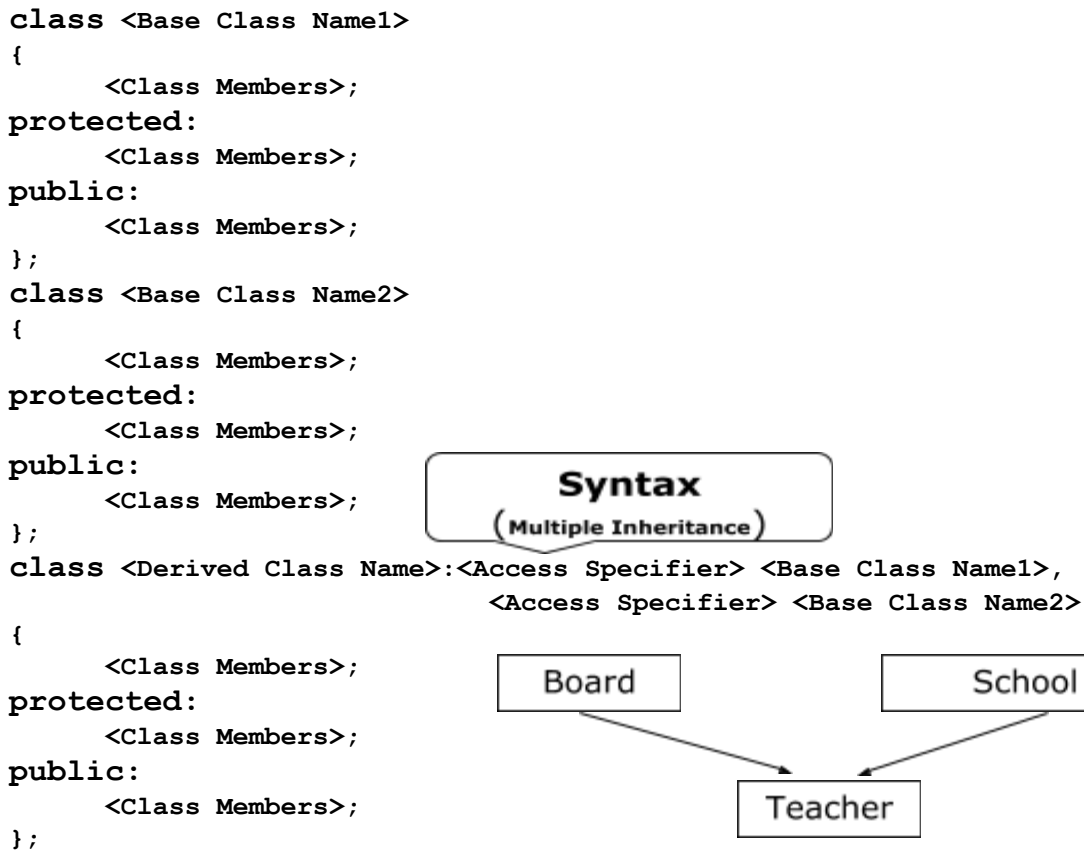 class <Base Class Name1>
{
<Class Members>;
protected:
<Class Members>;
public:
<Class Members>;
};
class <Base Class Name2>
{
<Class Members>;
protected:
<Class Members>;
public:
<Class Members>;
};
Syntax
(Multiple Inheritance)
class <Derived Class Name>:<Access Specifier> <Base Class Name1>,
<Access Specifier> <Base Class Name2>
{
<Class Members>;
protected:
<Class Members>;
public:
<Class Members>;
};
Board
School
Teacher